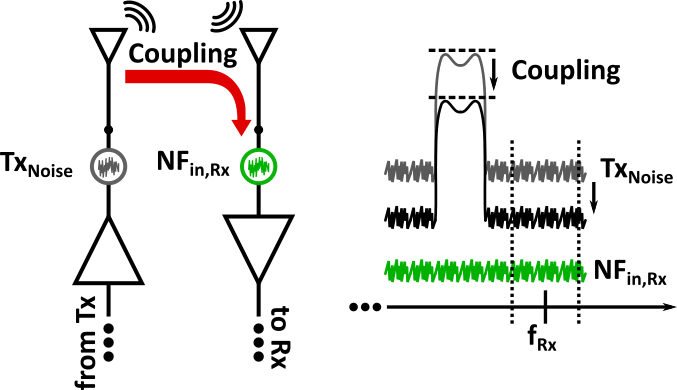 Coupling
Tx_Noise
NF_in,Rx
from Tx
to Rx
Coupling
Tx_Noise
NF_in,Rx
f_Rx